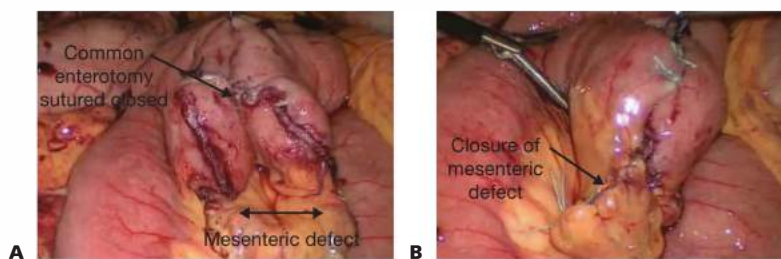 Common
enterotomy
sutured closed
Mesenteric defect
A
Closure of
mesenteric
defect
B